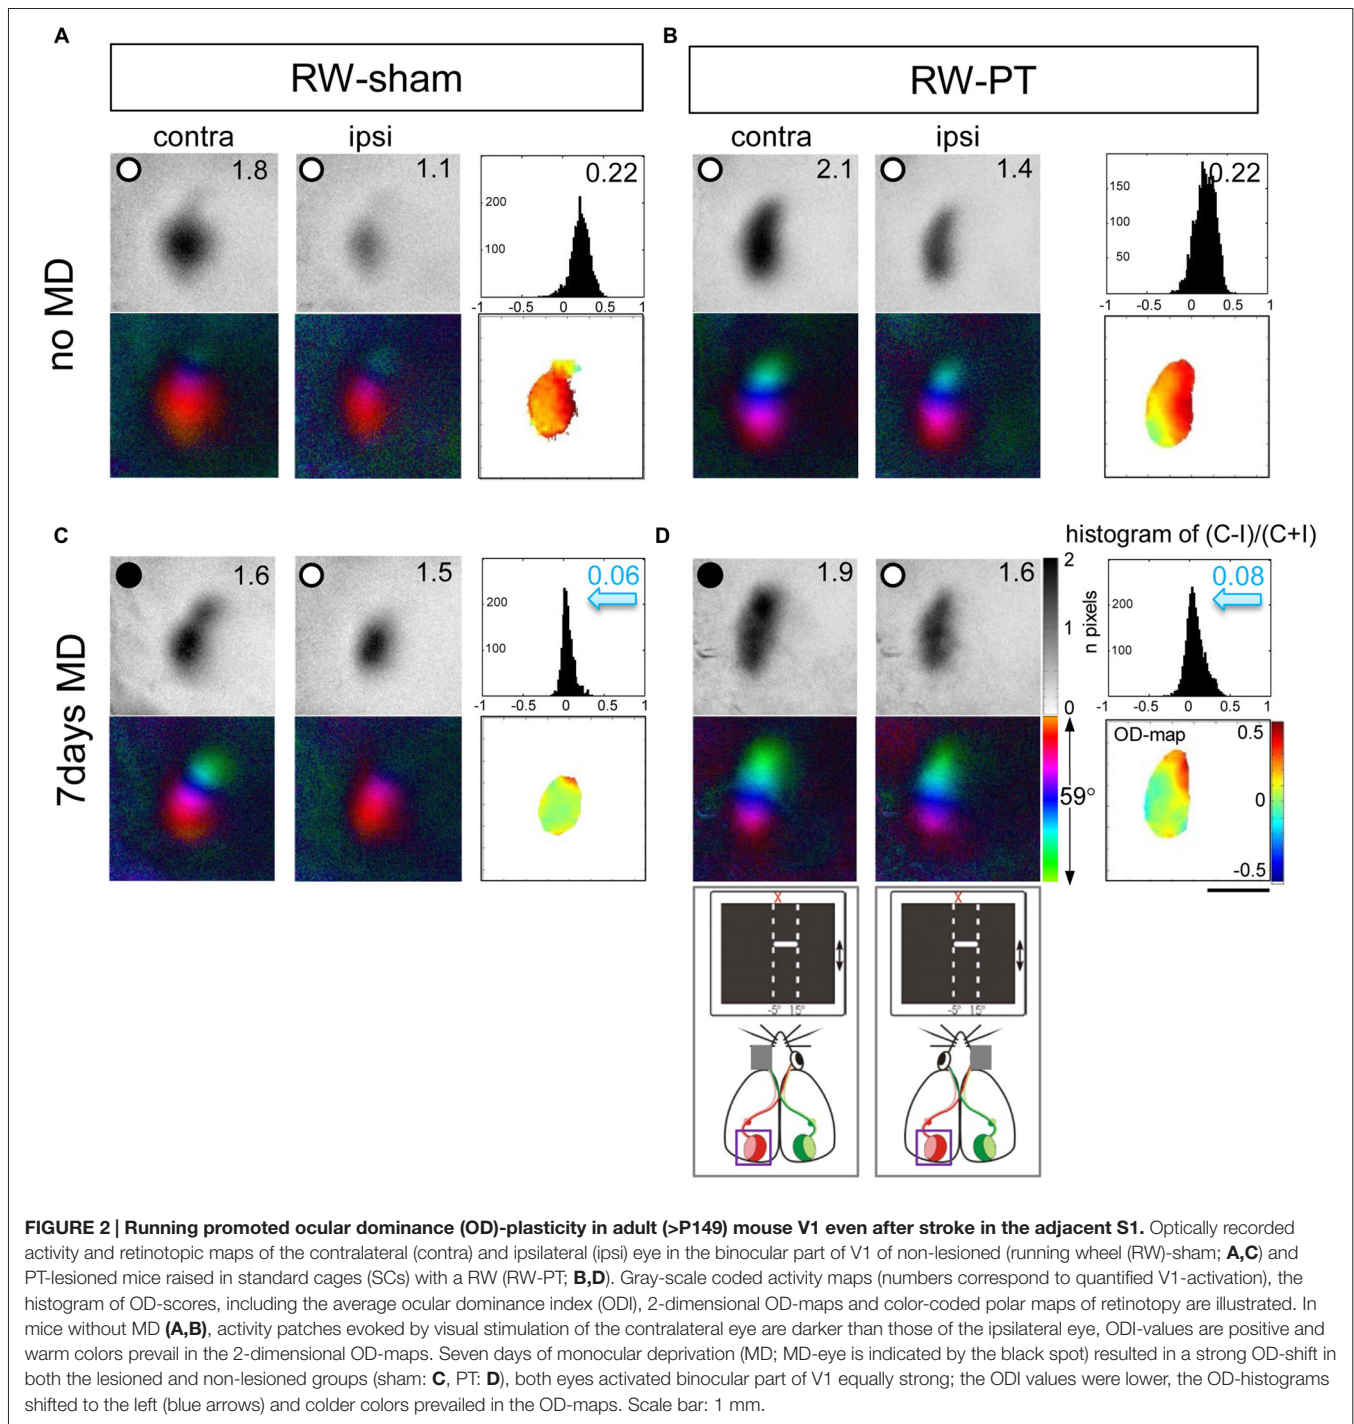 A
B
RW-sham
RW-PT
contra
ipsi
contra
ipsi
no MD
1.8
1.1
0.22
200
100
-1
-0.5
0
0.5
1
2.1
1.4
0.22
150
100
50
-1
-0.5
0
0.5
1
C
D
histogram of (C-I)/(C+I)
7days MD
1.6
1.5
0.06
200
100
-1
-0.5
0
0.5
1
1.9
1.6
2
1
0
n pixels
0.08
200
100
-1
-0.5
0
0.5
1
59°
OD-map
0.5
0
-0.5
X
-5° 15°
X
-5° 15°
FIGURE 2 | Running promoted ocular dominance (OD)-plasticity in adult (>P149) mouse V1 even after stroke in the adjacent S1. Optically recorded
activity and retinotopic maps of the contralateral (contra) and ipsilateral (ipsi) eye in the binocular part of V1 of non-lesioned (running wheel (RW)-sham; A,C) and
PT-lesioned mice raised in standard cages (SCs) with a RW (RW-PT; B,D). Gray-scale coded activity maps (numbers correspond to quantified V1-activation), the
histogram of OD-scores, including the average ocular dominance index (ODI), 2-dimensional OD-maps and color-coded polar maps of retinotopy are illustrated. In
mice without MD (A,B), activity patches evoked by visual stimulation of the contralateral eye are darker than those of the ipsilateral eye, ODI-values are positive and
warm colors prevail in the 2-dimensional OD-maps. Seven days of monocular deprivation (MD; MD-eye is indicated by the black spot) resulted in a strong OD-shift in
both the lesioned and non-lesioned groups (sham: C, PT: D), both eyes activated binocular part of V1 equally strong; the ODI values were lower, the OD-histograms
shifted to the left (blue arrows) and colder colors prevailed in the OD-maps. Scale bar: 1 mm.